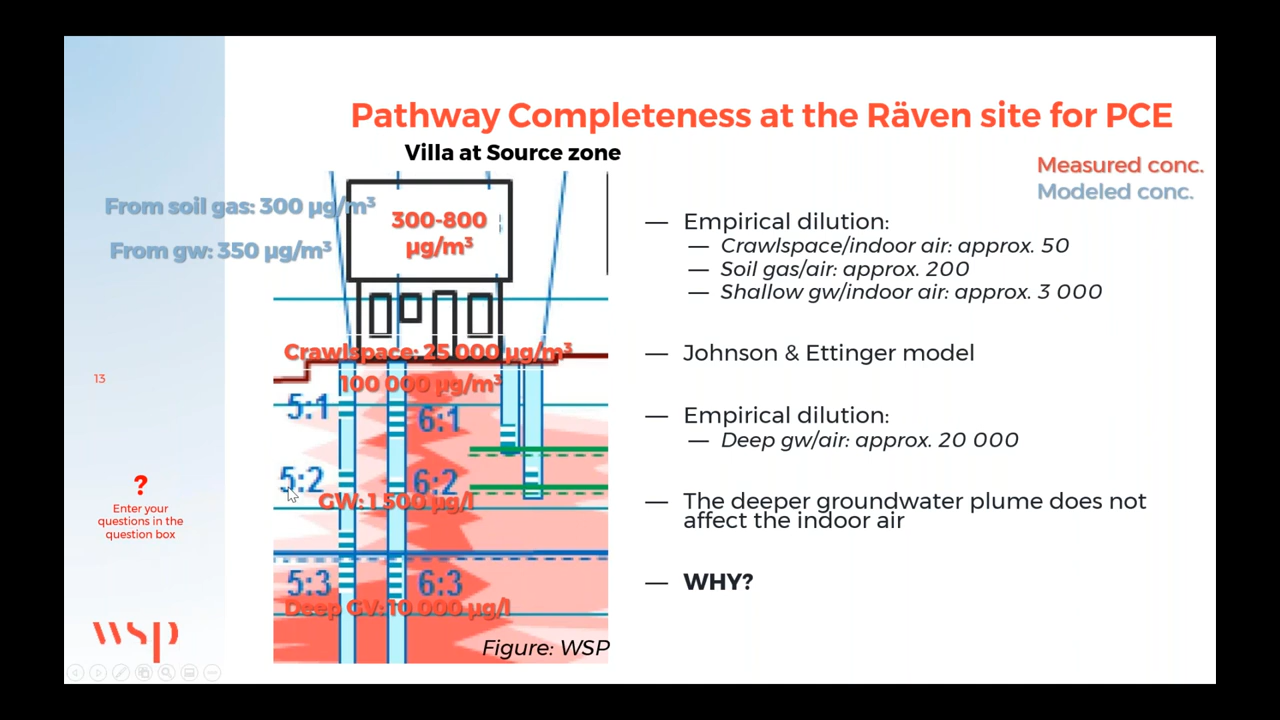 Pathway Completeness at the Räven site for PCE
Villa at Source zone
Measured conc.
Modeled conc.
From soil gas: 300 µg/m³
From gw: 350 µg/m³
300-800
µg/m³
Crawlspace: 25 000 µg/m³
100 000 µg/m³
5:1
6:1
5:2
6:2
GW: 1 500 µg/l
5:3
6:3
Deep GV: 10 000 µg/l
Figure: WSP
— Empirical dilution:
— Crawlspace/indoor air: approx. 50
— Soil gas/air: approx. 200
— Shallow gw/indoor air: approx. 3 000
— Johnson & Ettinger model
— Empirical dilution:
— Deep gw/air: approx. 20 000
— The deeper groundwater plume does not
affect the indoor air
— WHY?
13
?
Enter your
questions in the
question box
wsp